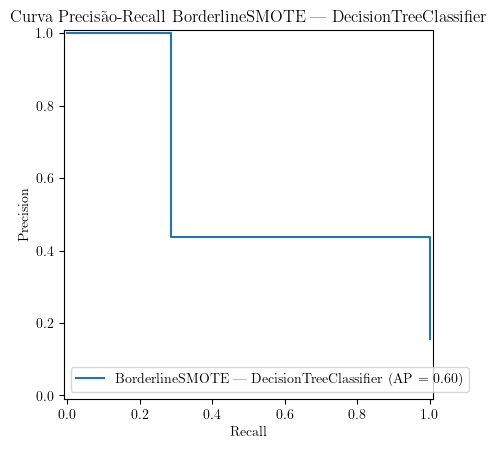 Curva Precisão-Recall BorderlineSMOTE — DecisionTreeClassifier
1.0
0.8
0.6
0.4
0.2
0.0
Precision
BorderlineSMOTE — DecisionTreeClassifier (AP = 0.60)
0.0 0.2 0.4 0.6 0.8 1.0
Recall